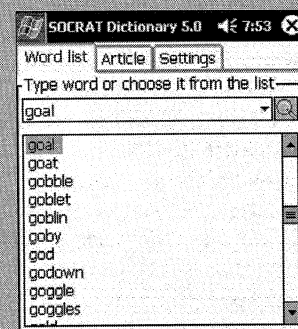 SOCRAT Dictionary 5.0 7:53
Word list Article Settings
Type word or choose it from the list
goal
goal
goat
gobble
goblet
goblin
goby
god
godown
goggle
goggles